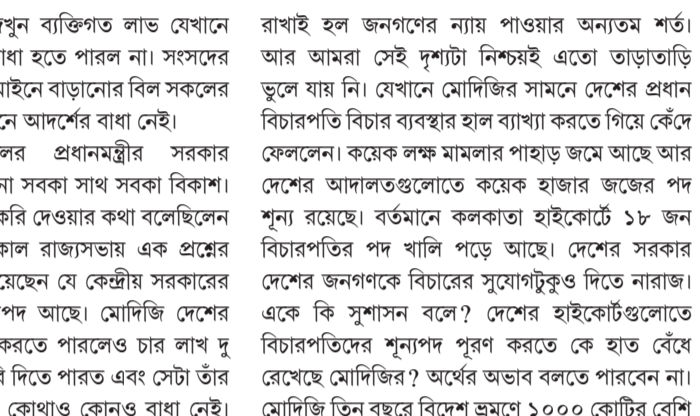 খুন ব্যক্তিগত লাভ যেখানে
াধা হতে পারল না। সংসদের
াইনে বাড়ানোর বিল সকলের
নে আদর্শের বাধা নেই।
লর প্রধানমন্ত্রীর সরকার
না সবকা সাথ সবকা বিকাশ।
করি দেওয়ার কথা বলেছিলেন
কাল রাজ্যসভায় এক প্রশ্নের
য়েছেন যে কেন্দ্রীয় সরকারের
পদ আছে। মোদিজি দেশের
করতে পারলেও চার লাখ দু
ি দিতে পারত এবং সেটা তাঁর
কোথাও কোনও বাধা নেই।
রাখাই হল জনগণের ন্যায় পাওয়ার অন্যতম শর্ত।
আর আমরা সেই দৃশ্যটা নিশ্চয়ই এতো তাড়াতাড়ি
ভুলে যায় নি। যেখানে মোদিজির সামনে দেশের প্রধান
বিচারপতি বিচার ব্যবস্থার হাল ব্যাখ্যা করতে গিয়ে কেঁদে
ফেললেন। কয়েক লক্ষ মামলার পাহাড় জমে আছে আর
দেশের আদালতগুলোতে কয়েক হাজার জজের পদ
শূন্য রয়েছে। বর্তমানে কলকাতা হাইকোর্টে ১৮ জন
বিচারপতির পদ খালি পড়ে আছে। দেশের সরকার
দেশের জনগণকে বিচারের সুযোগটুকুও দিতে নারাজ।
একে কি সুশাসন বলে? দেশের হাইকোর্টগুলোতে
বিচারপতিদের শূন্যপদ পূরণ করতে কে হাত বেঁধে
রেখেছে মোদিজির? অর্থের অভাব বলতে পারবেন না।
মোদিজি তিন বছরে বিদেশ ভ্রমণে ১০০০ কোটির বেশি